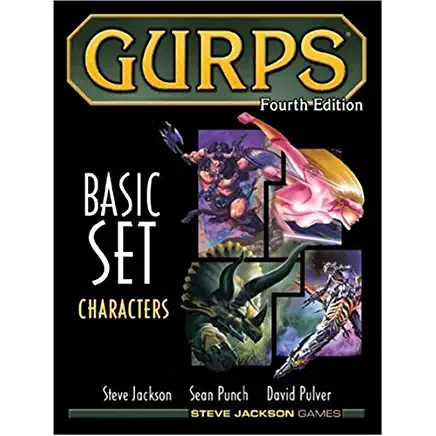 GURPS
Fourth Edition
BASIC
SET
CHARACTERS
Steve Jackson Sean Punch David Pulver
STEVE JACKSON GAMES